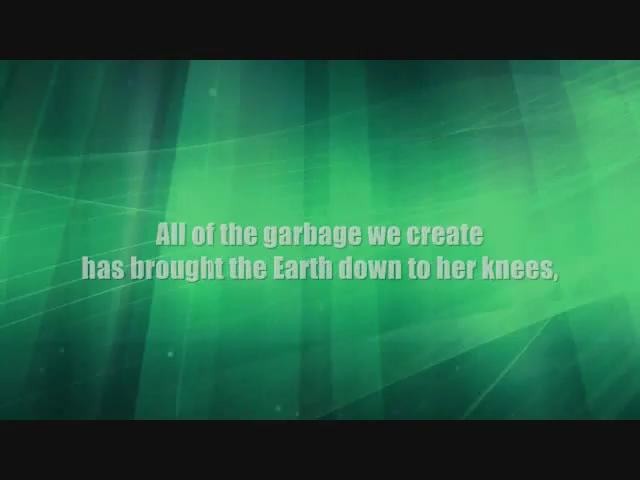 All of the garbage we create
has brought the Earth down to her knees,